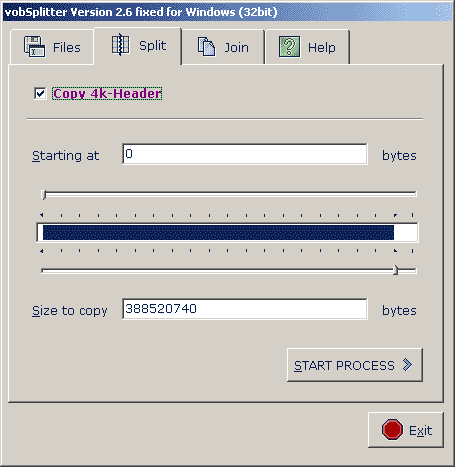 vobSplitter Version 2.6 fixed for Windows (32bit)
Files Split Join Help
Copy 4k-Header
Starting at 0 bytes
Size to copy 388520740 bytes
START PROCESS
Exit